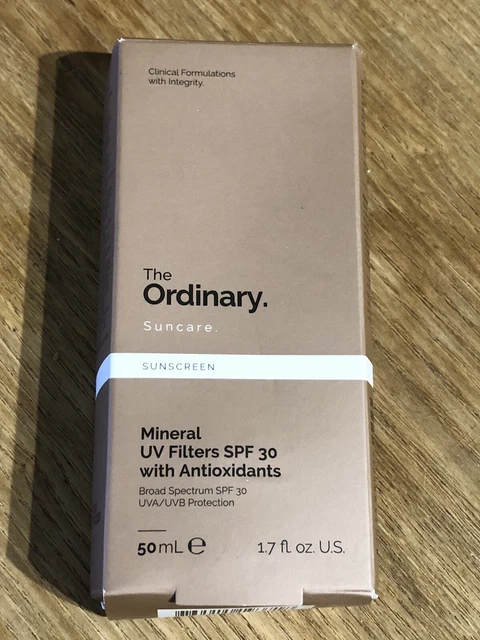 Clinical Formulations
with Integrity.
The
Ordinary.
Suncare.
SUNSCREEN
Mineral
UV Filters SPF 30
with Antioxidants
Broad Spectrum SPF 30
UVA/UVB Protection
50mL ℮ 1.7 fl. oz. U.S.